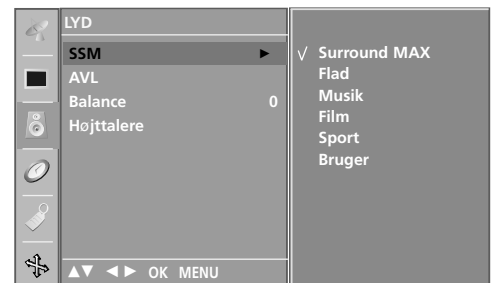 LYD
SSM ►
AVL
Balance 0
Højttalere
▲▼ ◄► OK MENU
√ Surround MAX
Flad
Musik
Film
Sport
Bruger